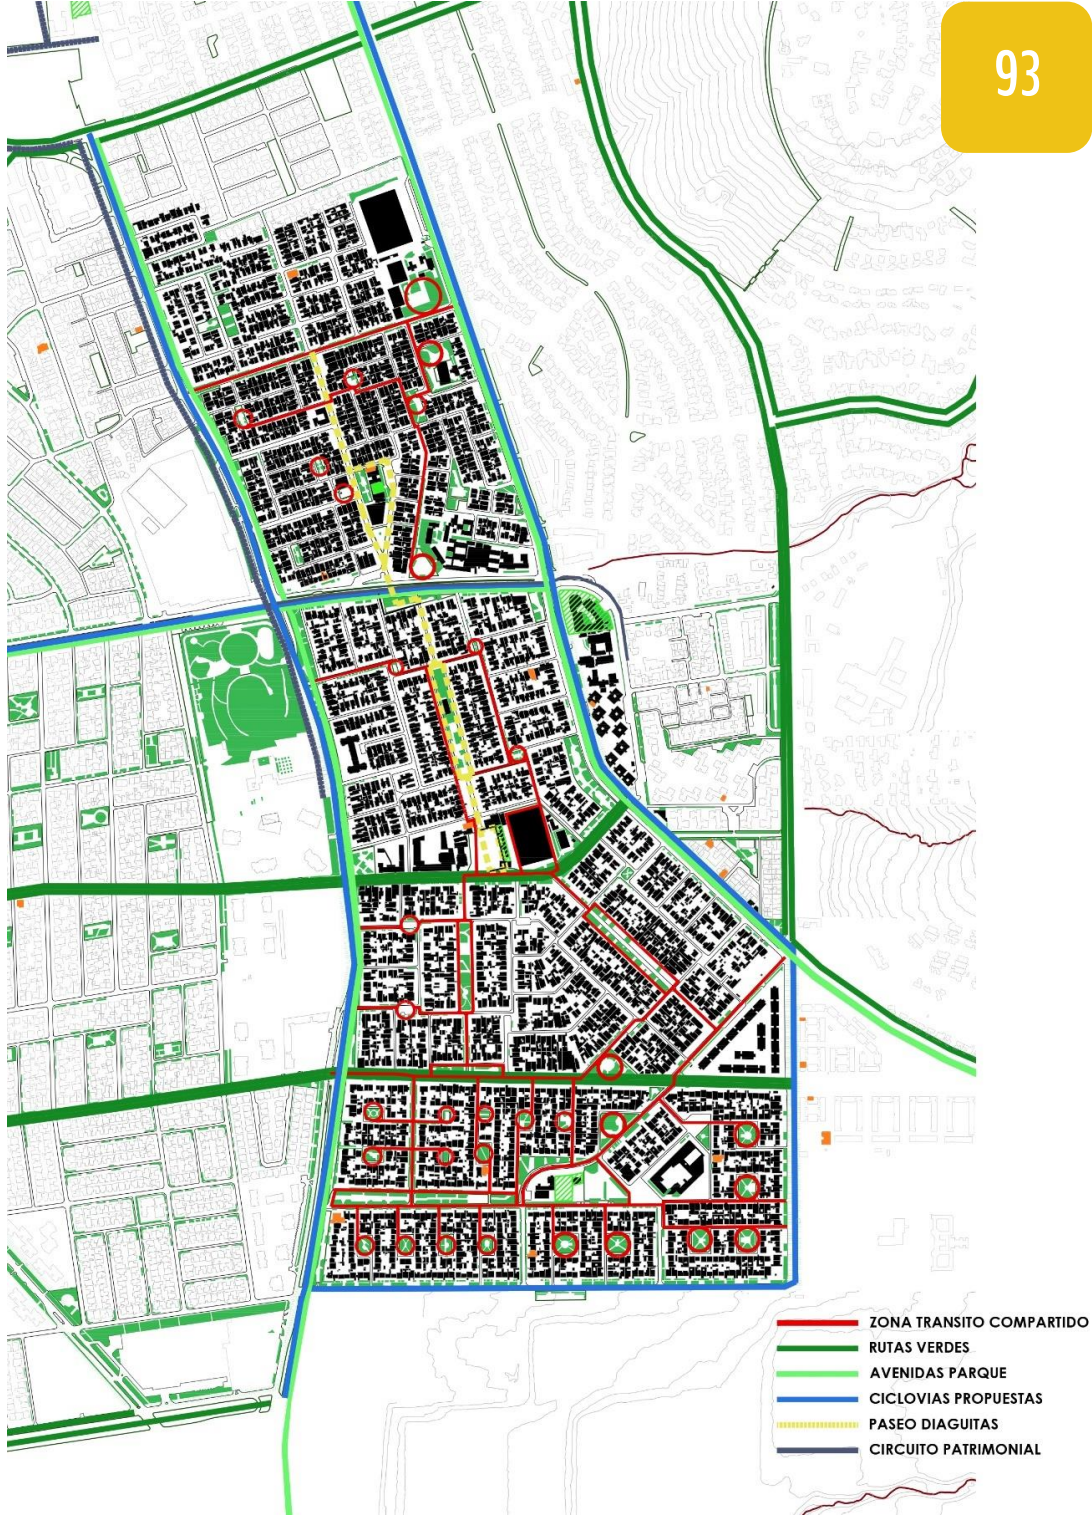 93
ZONA TRANSITO COMPARTIDO
RUTAS VERDES
AVENIDAS PARQUE
CICLOVIAS PROPUESTAS
PASEO DIAGUITAS
CIRCUITO PATRIMONIAL